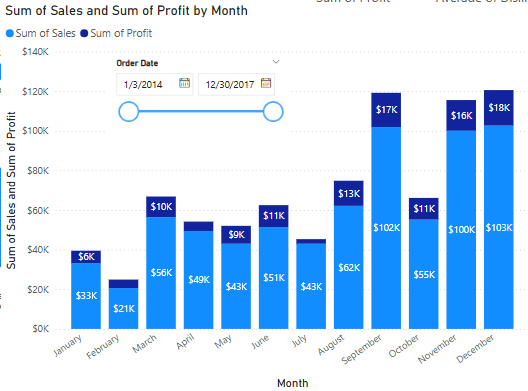 Sum of Sales and Sum of Profit by Month
Sum of Sales Sum of Profit
Order Date
1/3/2014 12/30/2017
Sum of Sales and Sum of Profit
$140K
$120K
$100K
$80K
$60K
$40K
$20K
$0K
$6K
$33K
$21K
$10K
$56K
$49K
$9K
$43K
$11K
$51K
$43K
$13K
$62K
$17K
$102K
$11K
$55K
$16K
$100K
$18K
$103K
January
February
March
April
May
June
July
August
September
October
November
December
Month